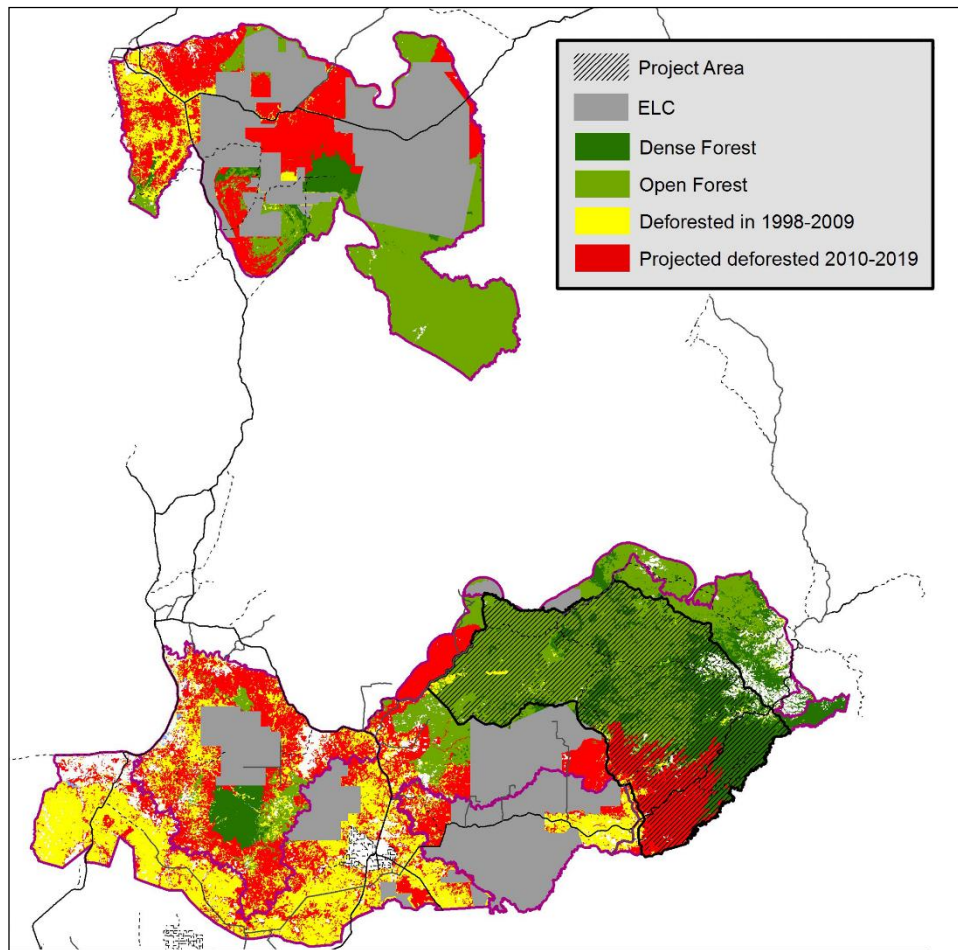 Project Area
ELC
Dense Forest
Open Forest
Deforested in 1998-2009
Projected deforested 2010-2019